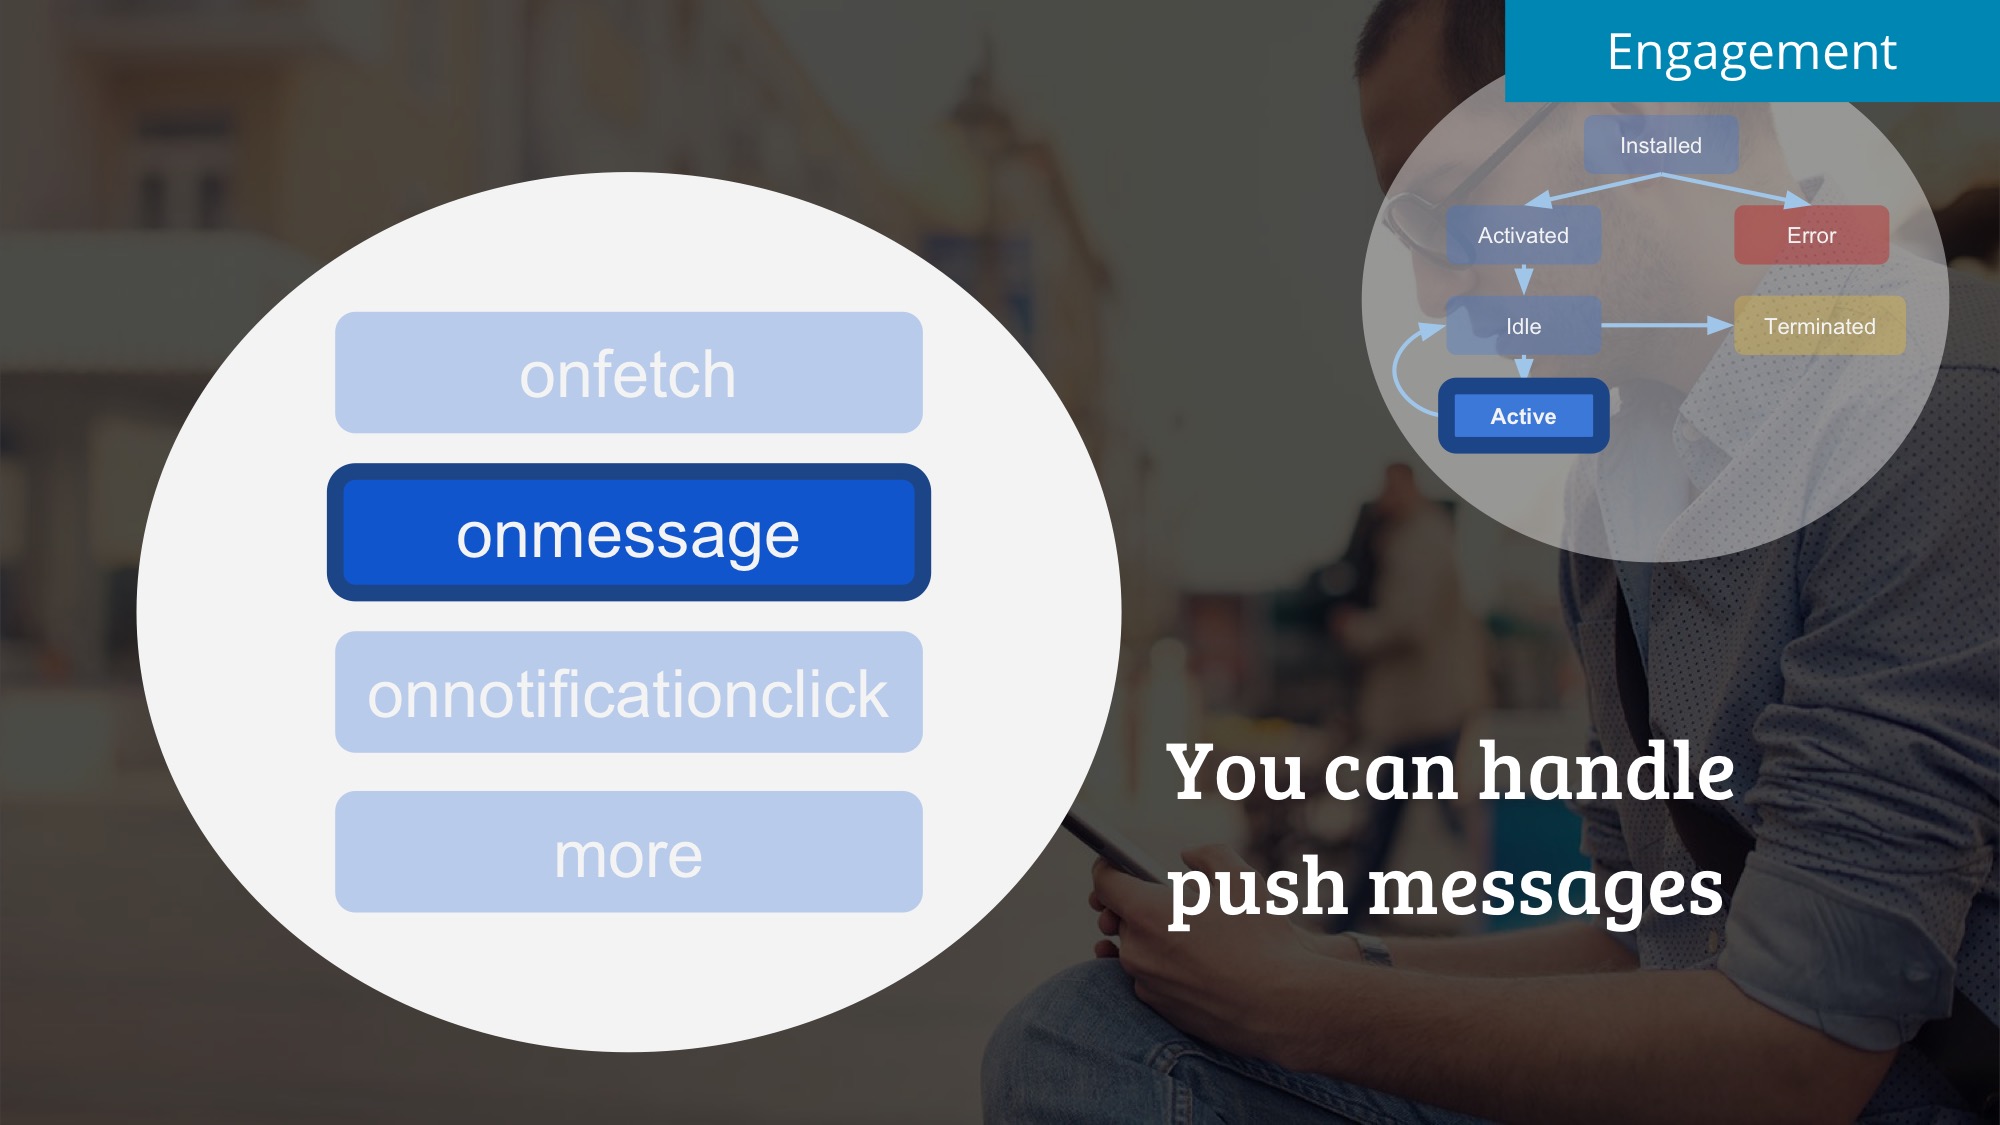 Engagement
Installed
Activated
Error
Idle
Terminated
Active
onfetch
onmessage
onnotificationclick
more
You can handle
push messages